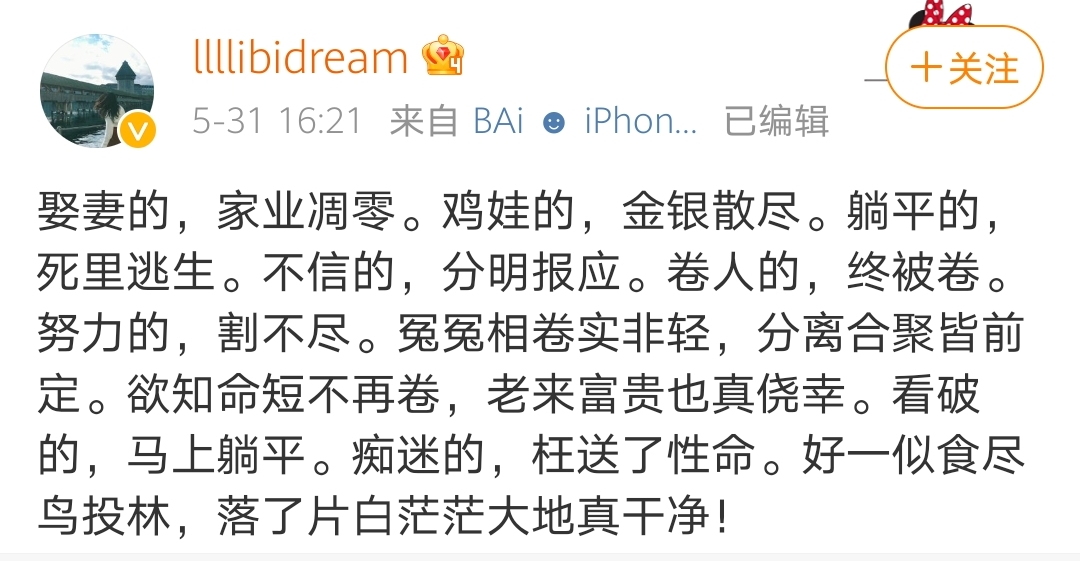 llllibidream 4
+关注
5-31 16:21 来自 BAi iPhon... 已编辑
娶妻的，家业凋零。鸡娃的，金银散尽。躺平的，
死里逃生。不信的，分明报应。卷人的，终被卷。
努力的，割不尽。冤冤相卷实非轻，分离合聚皆前
定。欲知命短不再卷，老来富贵也真侥幸。看破
的，马上躺平。痴迷的，枉送了性命。好一似食尽
鸟投林，落了片白茫茫大地真干净！